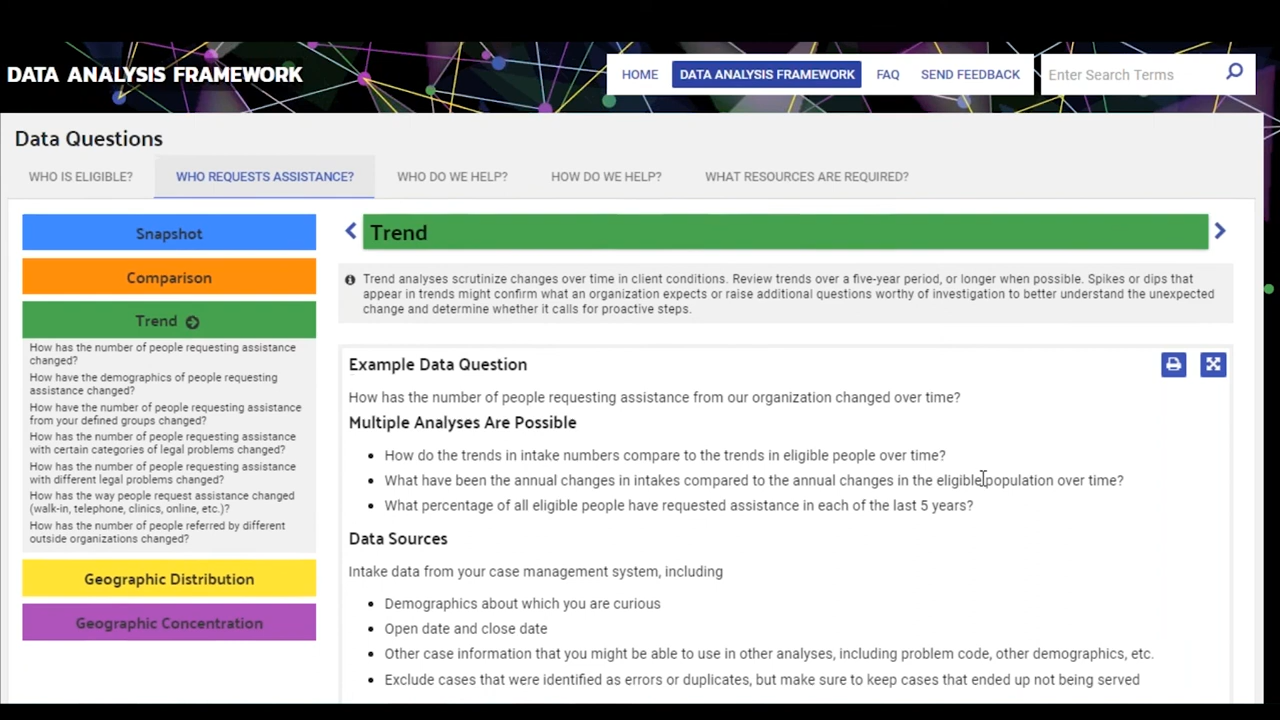 DATA ANALYSIS FRAMEWORK
HOME
DATA ANALYSIS FRAMEWORK
FAQ
SEND FEEDBACK
Enter Search Terms
Data Questions
WHO IS ELIGIBLE?
WHO REQUESTS ASSISTANCE?
WHO DO WE HELP?
HOW DO WE HELP?
WHAT RESOURCES ARE REQUIRED?
Snapshot
Comparison
Trend
How has the number of people requesting assistance
changed?
How have the demographics of people requesting
assistance changed?
How have the number of people requesting assistance
from your defined groups changed?
How has the number of people requesting assistance
with certain categories of legal problems changed?
How has the number of people requesting assistance
with different legal problems changed?
How has the way people request assistance changed
(walk-in, telephone, clinics, online, etc.)?
How has the number of people referred by different
outside organizations changed?
Geographic Distribution
Geographic Concentration
Trend
Trend analyses scrutinize changes over time in client conditions. Review trends over a five-year period, or longer when possible. Spikes or dips that
appear in trends might confirm what an organization expects or raise additional questions worthy of investigation to better understand the unexpected
change and determine whether it calls for proactive steps.
Example Data Question
How has the number of people requesting assistance from our organization changed over time?
Multiple Analyses Are Possible
How do the trends in intake numbers compare to the trends in eligible people over time?
What have been the annual changes in intakes compared to the annual changes in the eligible population over time?
What percentage of all eligible people have requested assistance in each of the last 5 years?
Data Sources
Intake data from your case management system, including
Demographics about which you are curious
Open date and close date
Other case information that you might be able to use in other analyses, including problem code, other demographics, etc.
Exclude cases that were identified as errors or duplicates, but make sure to keep cases that ended up not being served